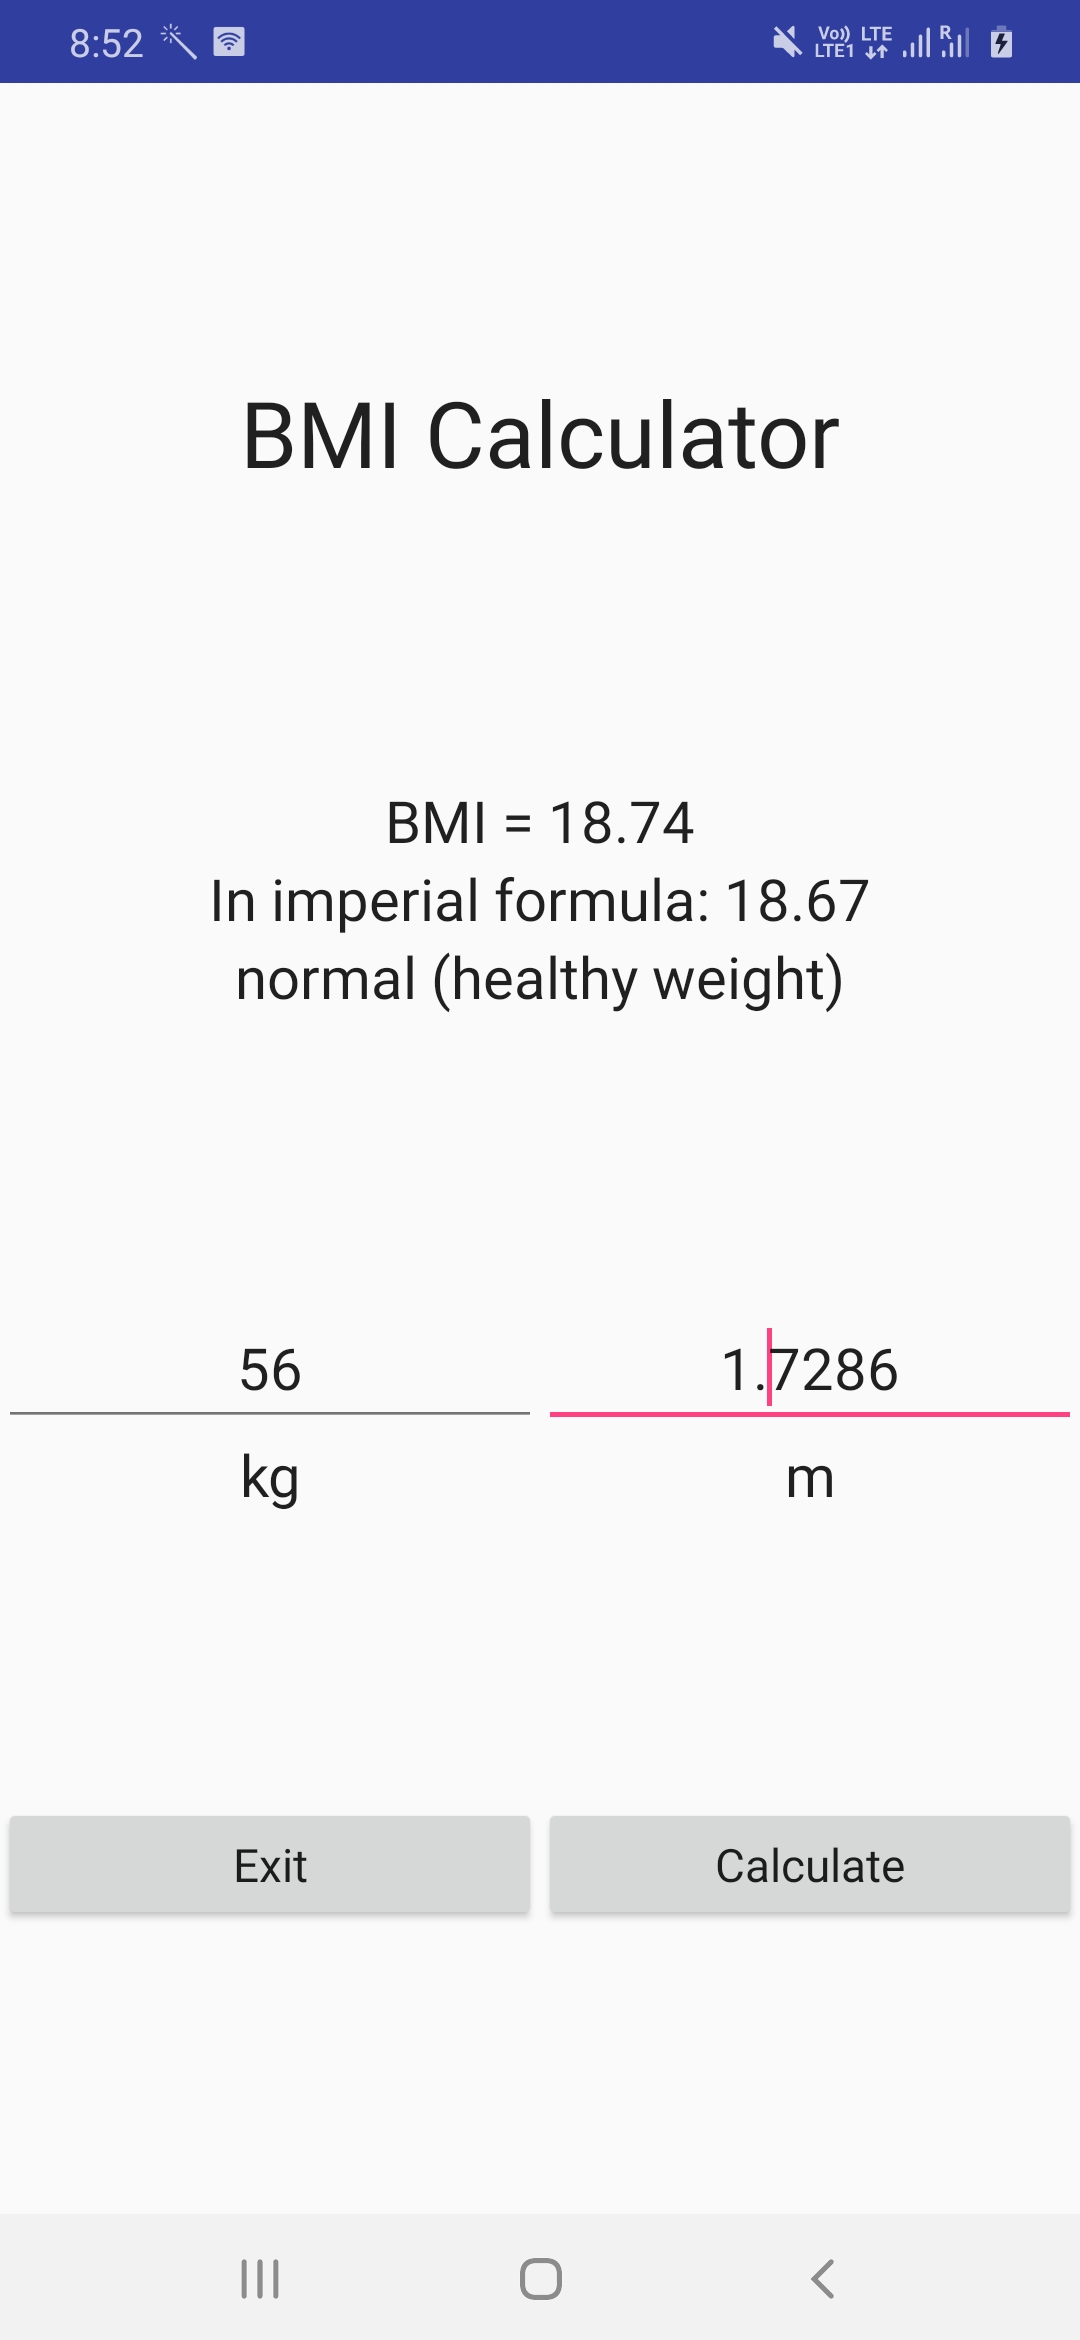 8:52 Vo)) LTE R
LTE1
BMI Calculator
BMI = 18.74
In imperial formula: 18.67
normal (healthy weight)
56 1.7286
kg m
Exit Calculate